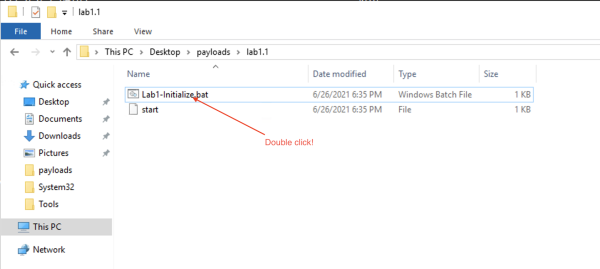 lab1.1
File Home Share View
This PC Desktop payloads lab1.1
Name Date modified Type Size
Quick access
Lab1-Initialize.bat 6/26/2021 6:35 PM Windows Batch File 1 KB
Desktop
start 6/26/2021 6:35 PM File 1 KB
Documents
Downloads
Double click!
Pictures
payloads
System32
Tools
This PC
Network